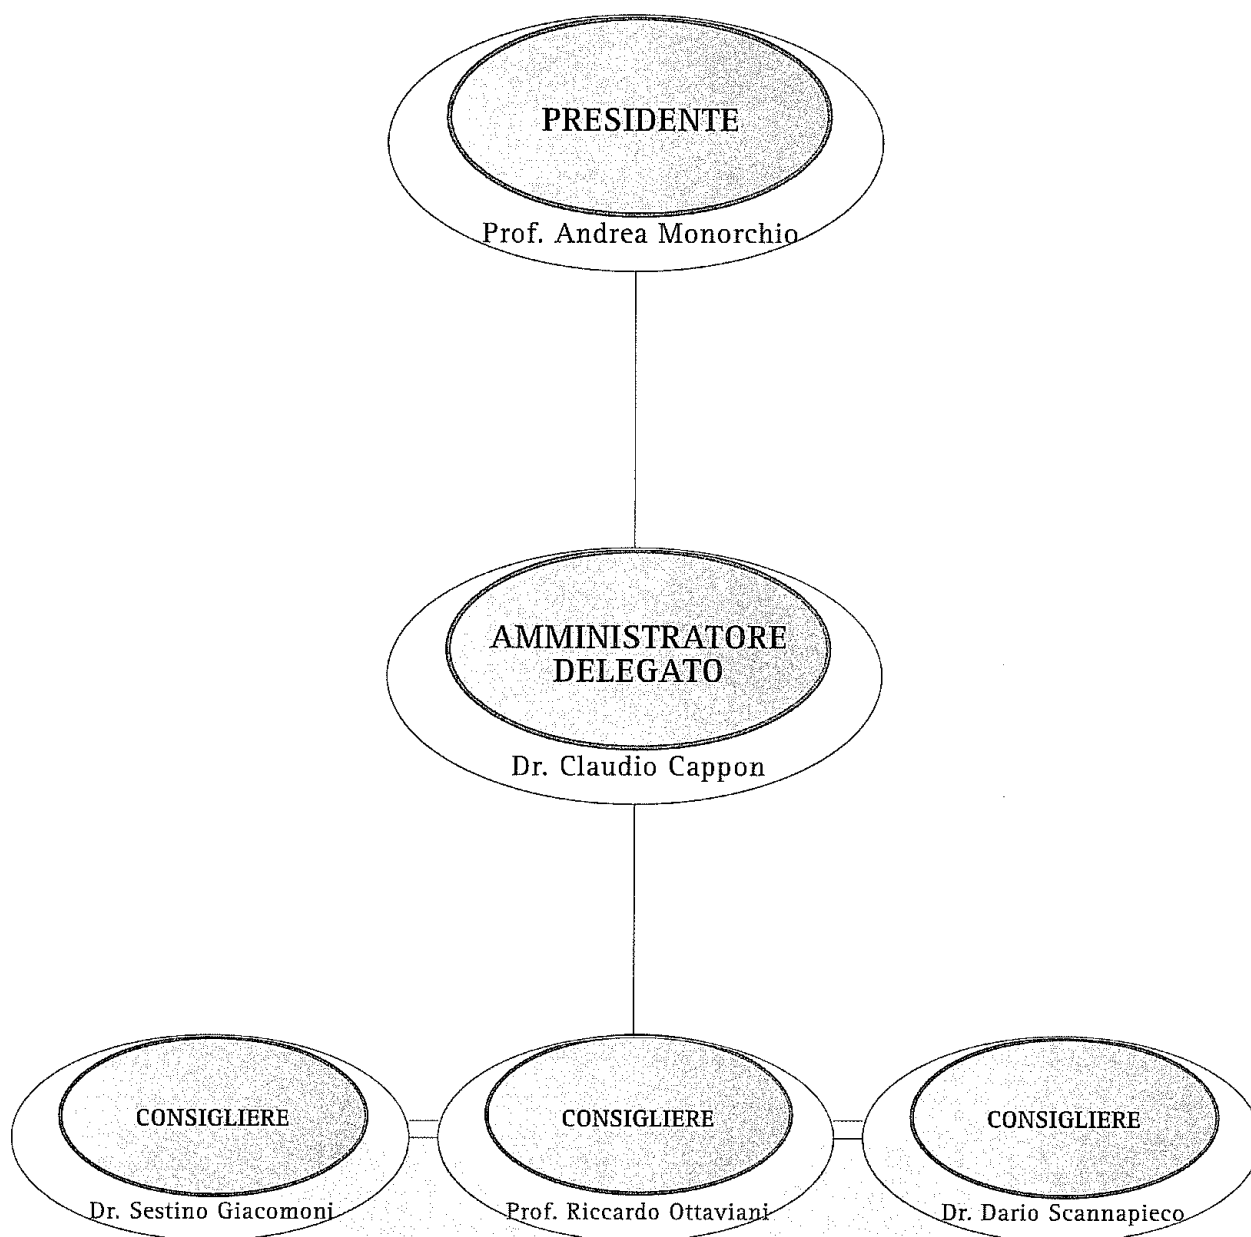 PRESIDENTE
Prof. Andrea Monorchio
AMMINISTRATORE
DELEGATO
Dr. Claudio Cappon
CONSIGLIERE
Dr. Sestino Giacomoni
CONSIGLIERE
Prof. Riccardo Ottaviani
CONSIGLIERE
Dr. Dario Scannapieco